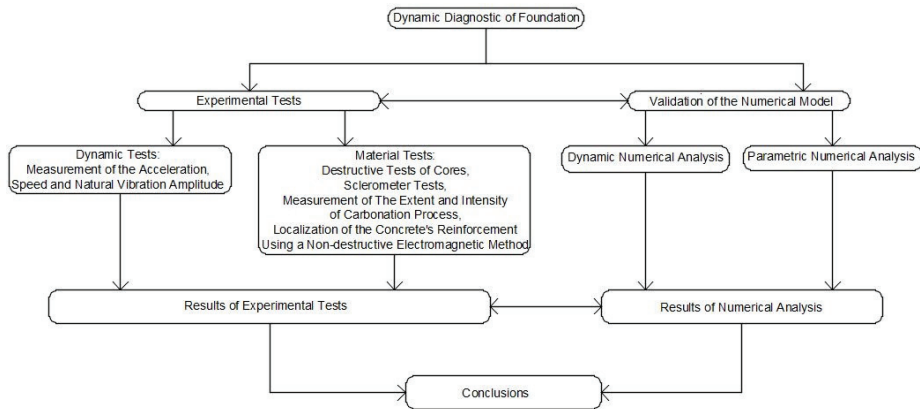 Dynamic Diagnostic of Foundation
Experimental Tests
Validation of the Numerical Model
Dynamic Tests:
Measurement of the Acceleration,
Speed and Natural Vibration Amplitude
Material Tests:
Destructive Tests of Cores,
Sclerometer Tests,
Measurement of The Extent and Intensity
of Carbonation Process,
Localization of the Concrete's Reinforcement
Using a Non-destructive Electromagnetic Method
Dynamic Numerical Analysis
Parametric Numerical Analysis
Results of Experimental Tests
Results of Numerical Analysis
Conclusions